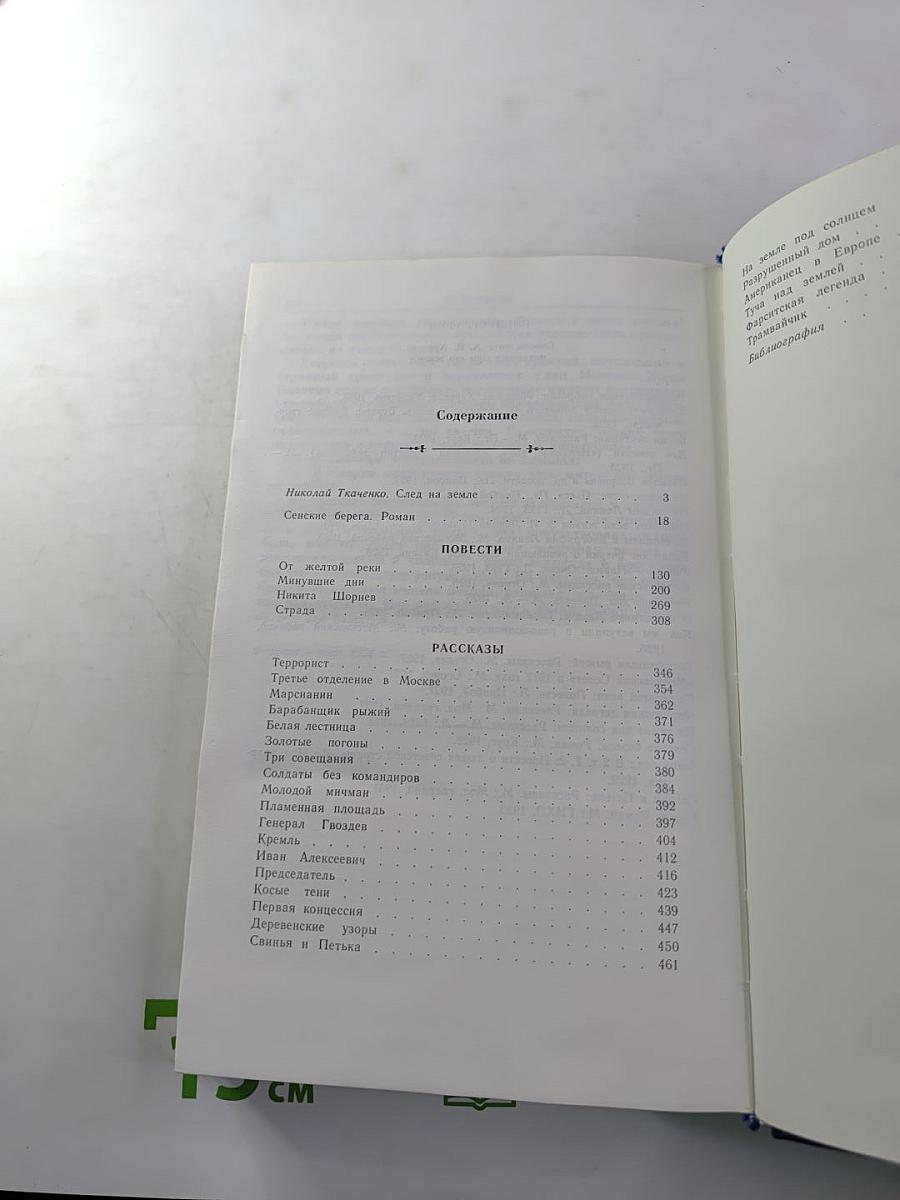 Содержание
Николай Ткаченко. След на земле . . . . . . . . . 3
Сенские берега. Роман . . . . . . . . . . . . . 18
ПОВЕСТИ
От желтой реки . . . . . . . . . . . . . . . 130
Минувшие дни . . . . . . . . . . . . . . . . 200
Никита Шорнев . . . . . . . . . . . . . . . 269
Страда . . . . . . . . . . . . . . . . . . . 308
РАССКАЗЫ
Террорист . . . . . . . . . . . . . . . . . 346
Третье отделение в Москве . . . . . . . . . . . 354
Марсианин . . . . . . . . . . . . . . . . . 362
Барабанщик рыжий . . . . . . . . . . . . . . 371
Белая лестница . . . . . . . . . . . . . . . 376
Золотые погоны . . . . . . . . . . . . . . . 379
Три совещания . . . . . . . . . . . . . . . . 380
Солдаты без командиров . . . . . . . . . . . . 384
Молодой мичман . . . . . . . . . . . . . . . 392
Пламенная площадь . . . . . . . . . . . . . . 397
Генерал Гвоздев . . . . . . . . . . . . . . . 404
Кремль . . . . . . . . . . . . . . . . . . . 412
Иван Алексеевич . . . . . . . . . . . . . . . 416
Председатель . . . . . . . . . . . . . . . . 423
Косые тени . . . . . . . . . . . . . . . . . 439
Первая концессия . . . . . . . . . . . . . . . 447
Деревенские узоры . . . . . . . . . . . . . . 450
Свинья и Петька . . . . . . . . . . . . . . . 461
На земле под солнцем
Разрушенный дом . .
Американец в Европе
Туча над землей . . .
Фарситская легенда .
Трамвайчик . . . .
Библиография . . .
см